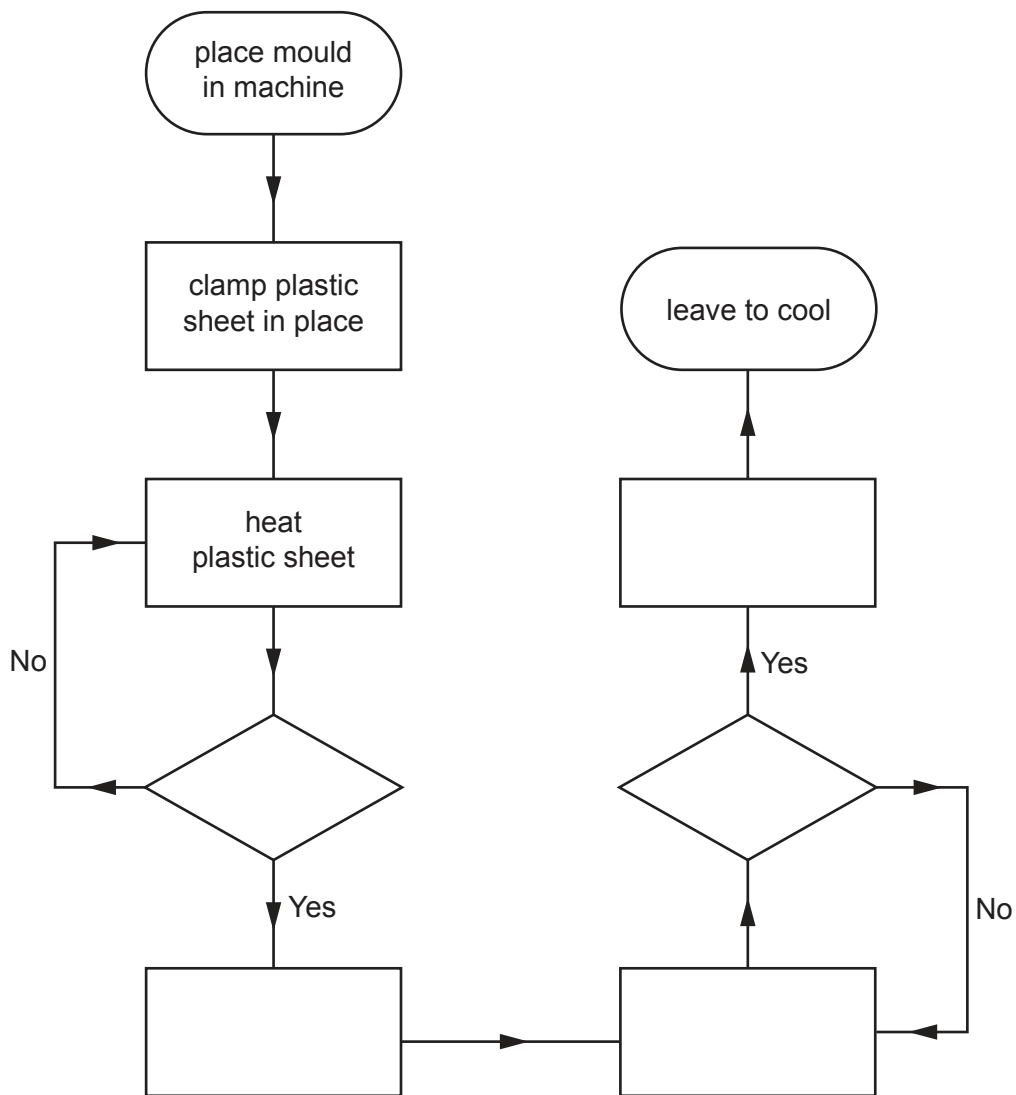 place mould
in machine
clamp plastic
sheet in place
heat
plastic sheet
No
Yes
leave to cool
Yes
No